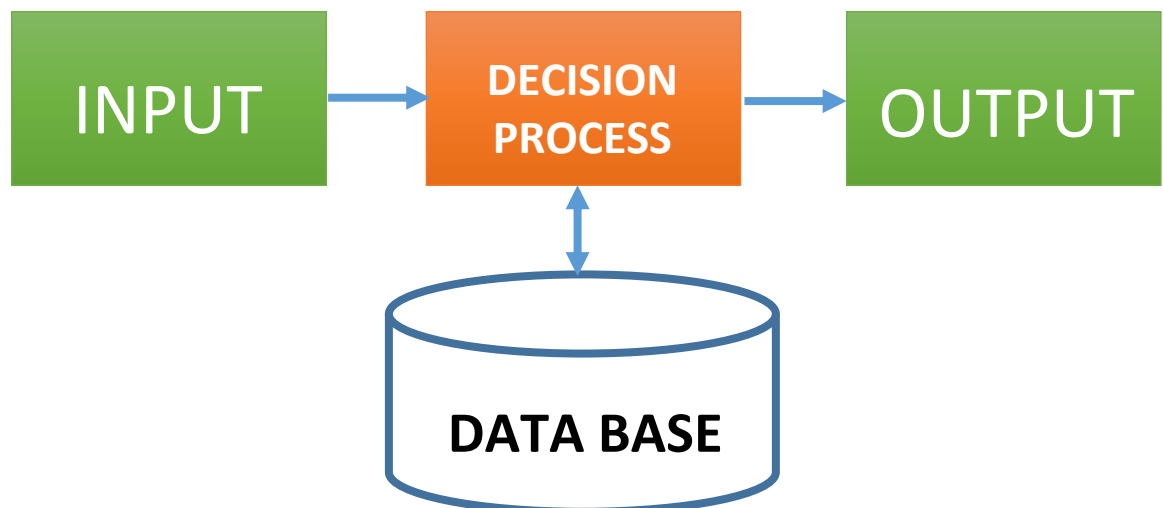 INPUT
DECISION
PROCESS
OUTPUT
DATA BASE